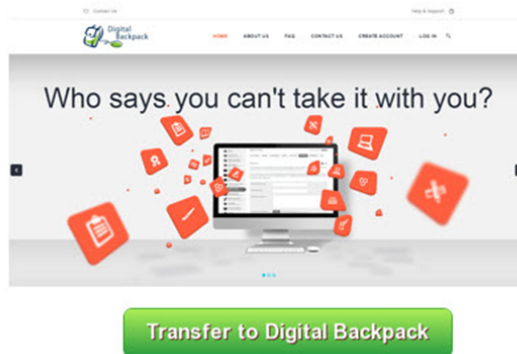 Contact Us
Help & Support
Digital
Backpack
HOME ABOUT US FAQ CONTACT US CREATE ACCOUNT LOG IN
Who says you can't take it with you?
Transfer to Digital Backpack